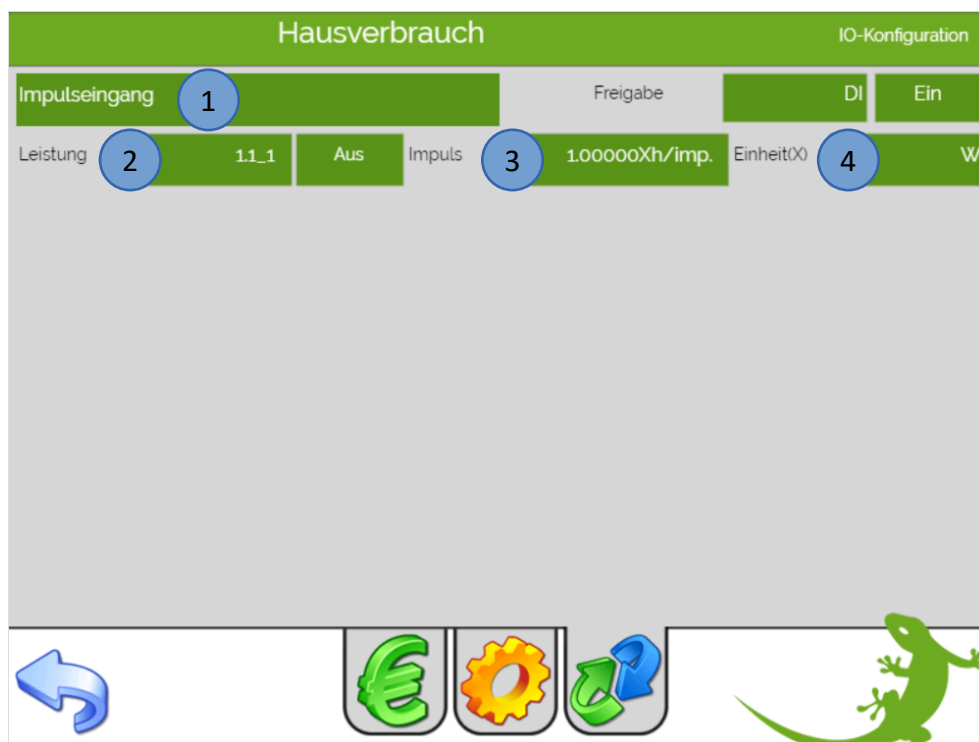 Hausverbrauch IO-Konfiguration
Impulseingang 1 Freigabe DI Ein
Leistung 2 1.1_1 Aus Impuls 3 1.00000Xh/imp. Einheit(X) 4 W